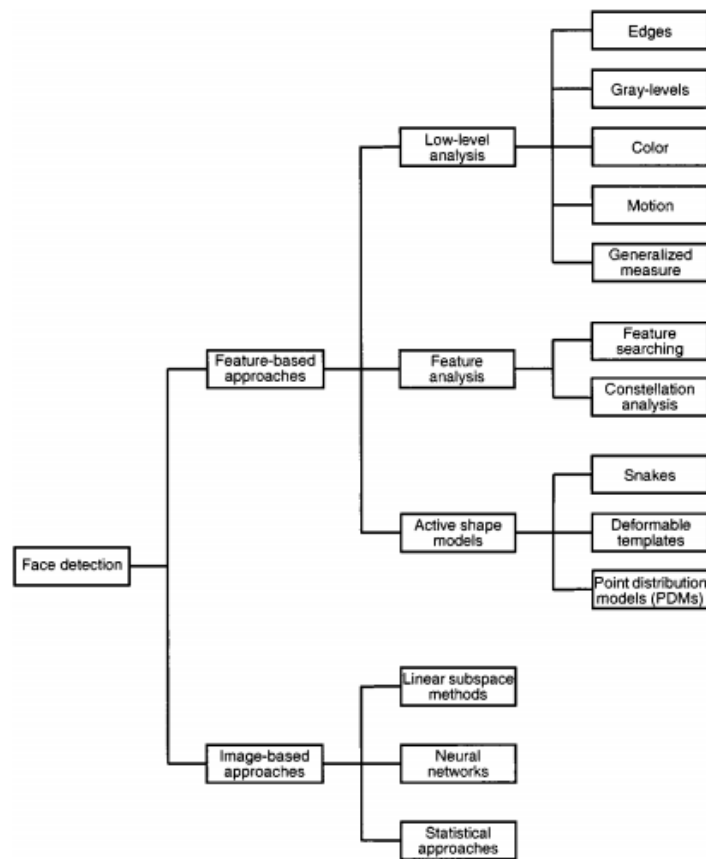 Edges
Gray-levels
Low-level
analysis
Color
Motion
Generalized
measure
Feature-based
approaches
Feature
analysis
Feature
searching
Constellation
analysis
Snakes
Active shape
models
Deformable
templates
Point distribution
models (PDMs)
Face detection
Linear subspace
methods
Image-based
approaches
Neural
networks
Statistical
approaches